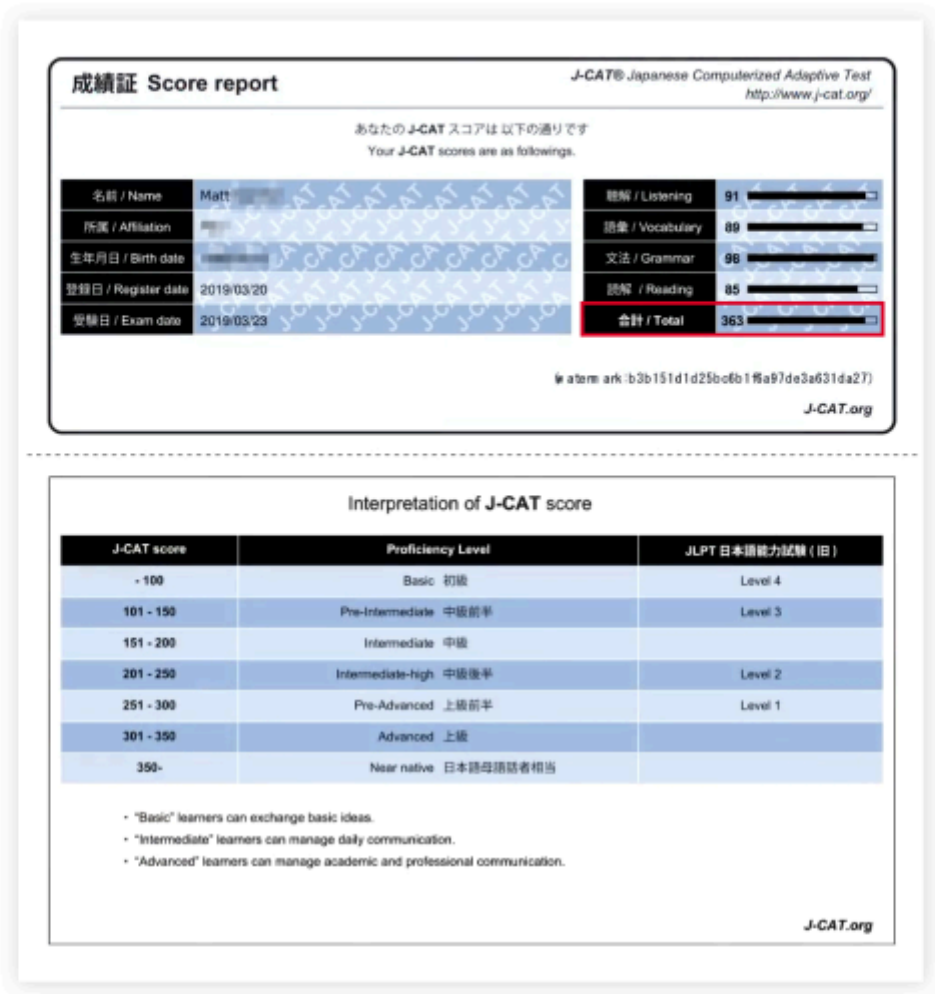 成績証 Score report
J-CAT® Japanese Computerized Adaptive Test
http://www.j-cat.org/
あなたの J-CAT スコアは 以下の通りです
Your J-CAT scores are as followings.
名前 / Name Matt
所属 / Affiliation
生年月日 / Birth date
登録日 / Register date 2019/03/20
受験日 / Exam date 2019/03/23
聴解 / Listening 91
語彙 / Vocabulary 89
文法 / Grammar 98
読解 / Reading 85
合計 / Total 363
J-CAT.org
Interpretation of J-CAT score
J-CAT score Proficiency Level JLPT 日本語能力試験 ( 旧 )
- 100 Basic 初級 Level 4
101 - 150 Pre-Intermediate 中級前半 Level 3
151 - 200 Intermediate 中級
201 - 250 Intermediate-high 中級後半 Level 2
251 - 300 Pre-Advanced 上級前半 Level 1
301 - 350 Advanced 上級
350- Near native 日本語母語話者相当
・ "Basic" learners can exchange basic ideas.
・ "Intermediate" learners can manage daily communication.
・ "Advanced" learners can manage academic and professional communication.
J-CAT.org